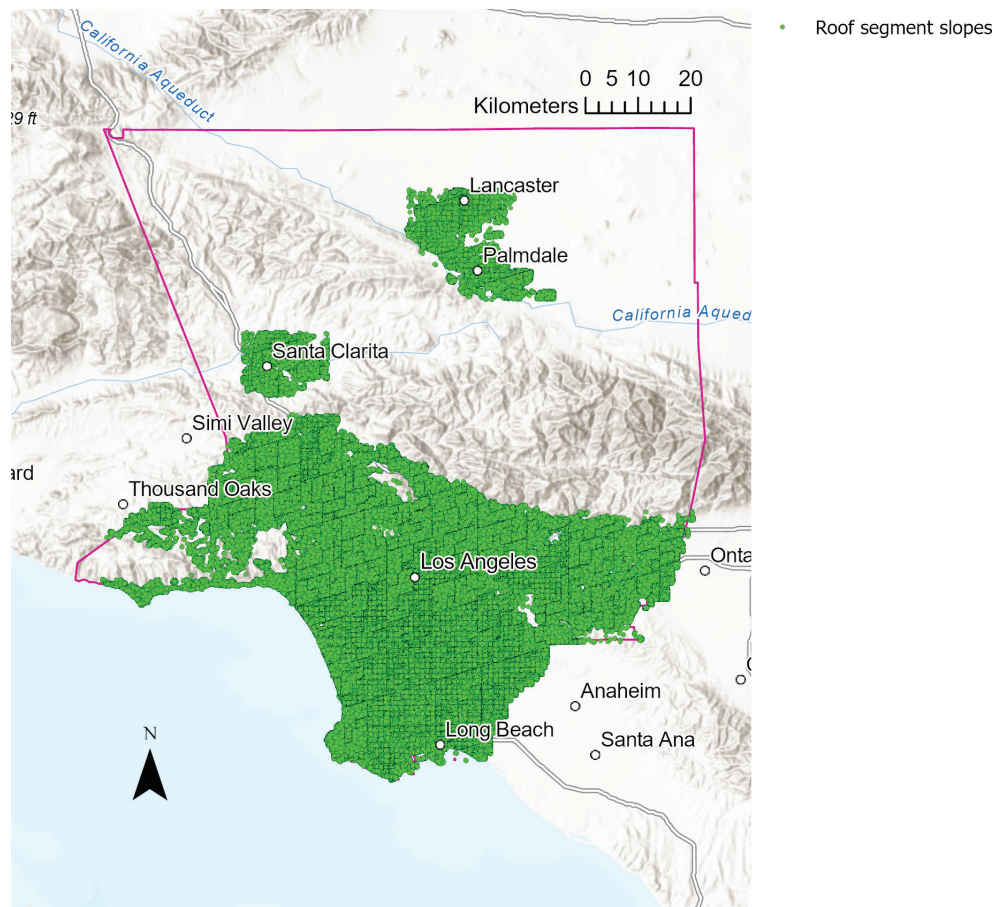 Roof segment slopes
California Aqueduct
0 5 10 20
Kilometers
29 ft
Lancaster
Palmdale
California Aqued
Santa Clarita
Simi Valley
ard
Thousand Oaks
Los Angeles
Onta
Anaheim
Long Beach
Santa Ana
N